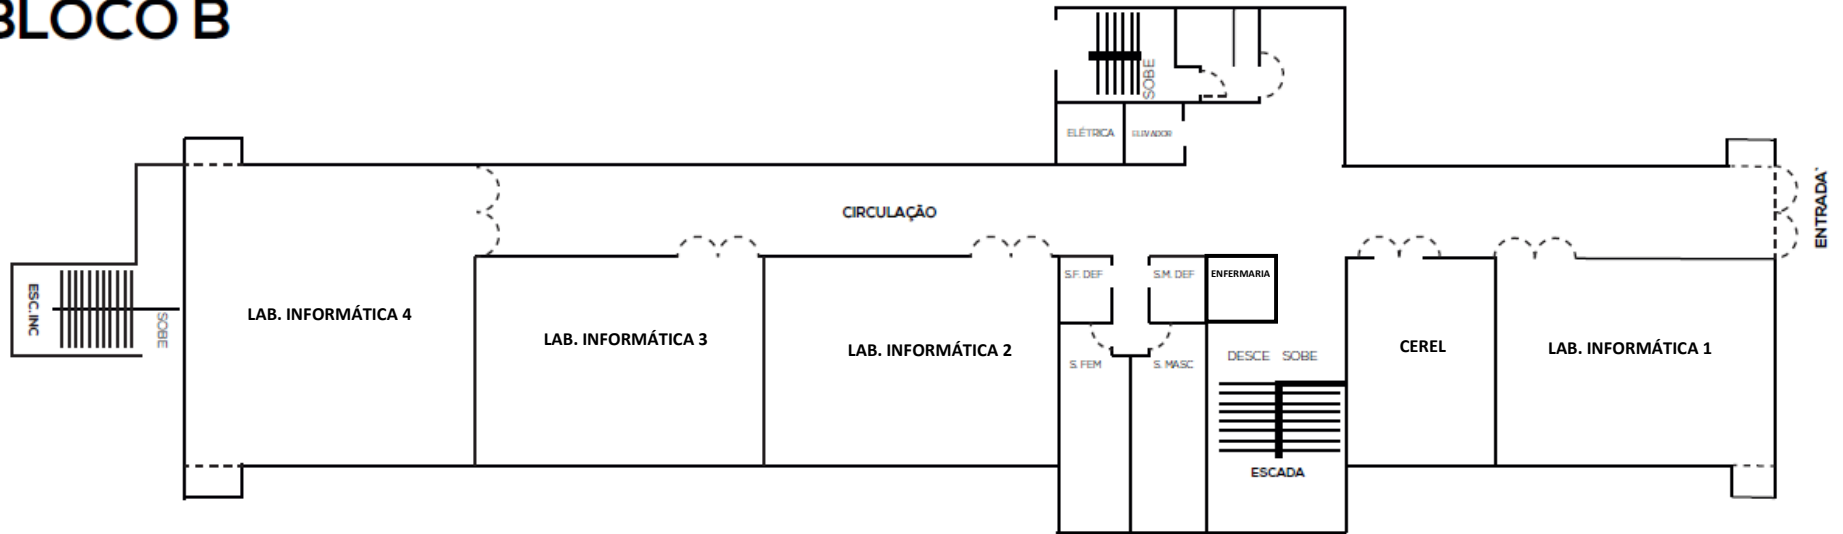 BLOCO B
SOBE
ELÉTRICA
ELEVADOR
CIRCULAÇÃO
ENTRADA
S.F. DEF
S.M. DEF
ENFERMARIA
ESC. INC
SOBE
LAB. INFORMÁTICA 4
LAB. INFORMÁTICA 3
LAB. INFORMÁTICA 2
S. FEM
S. MASC
DESCE SOBE
ESCADA
CEREL
LAB. INFORMÁTICA 1